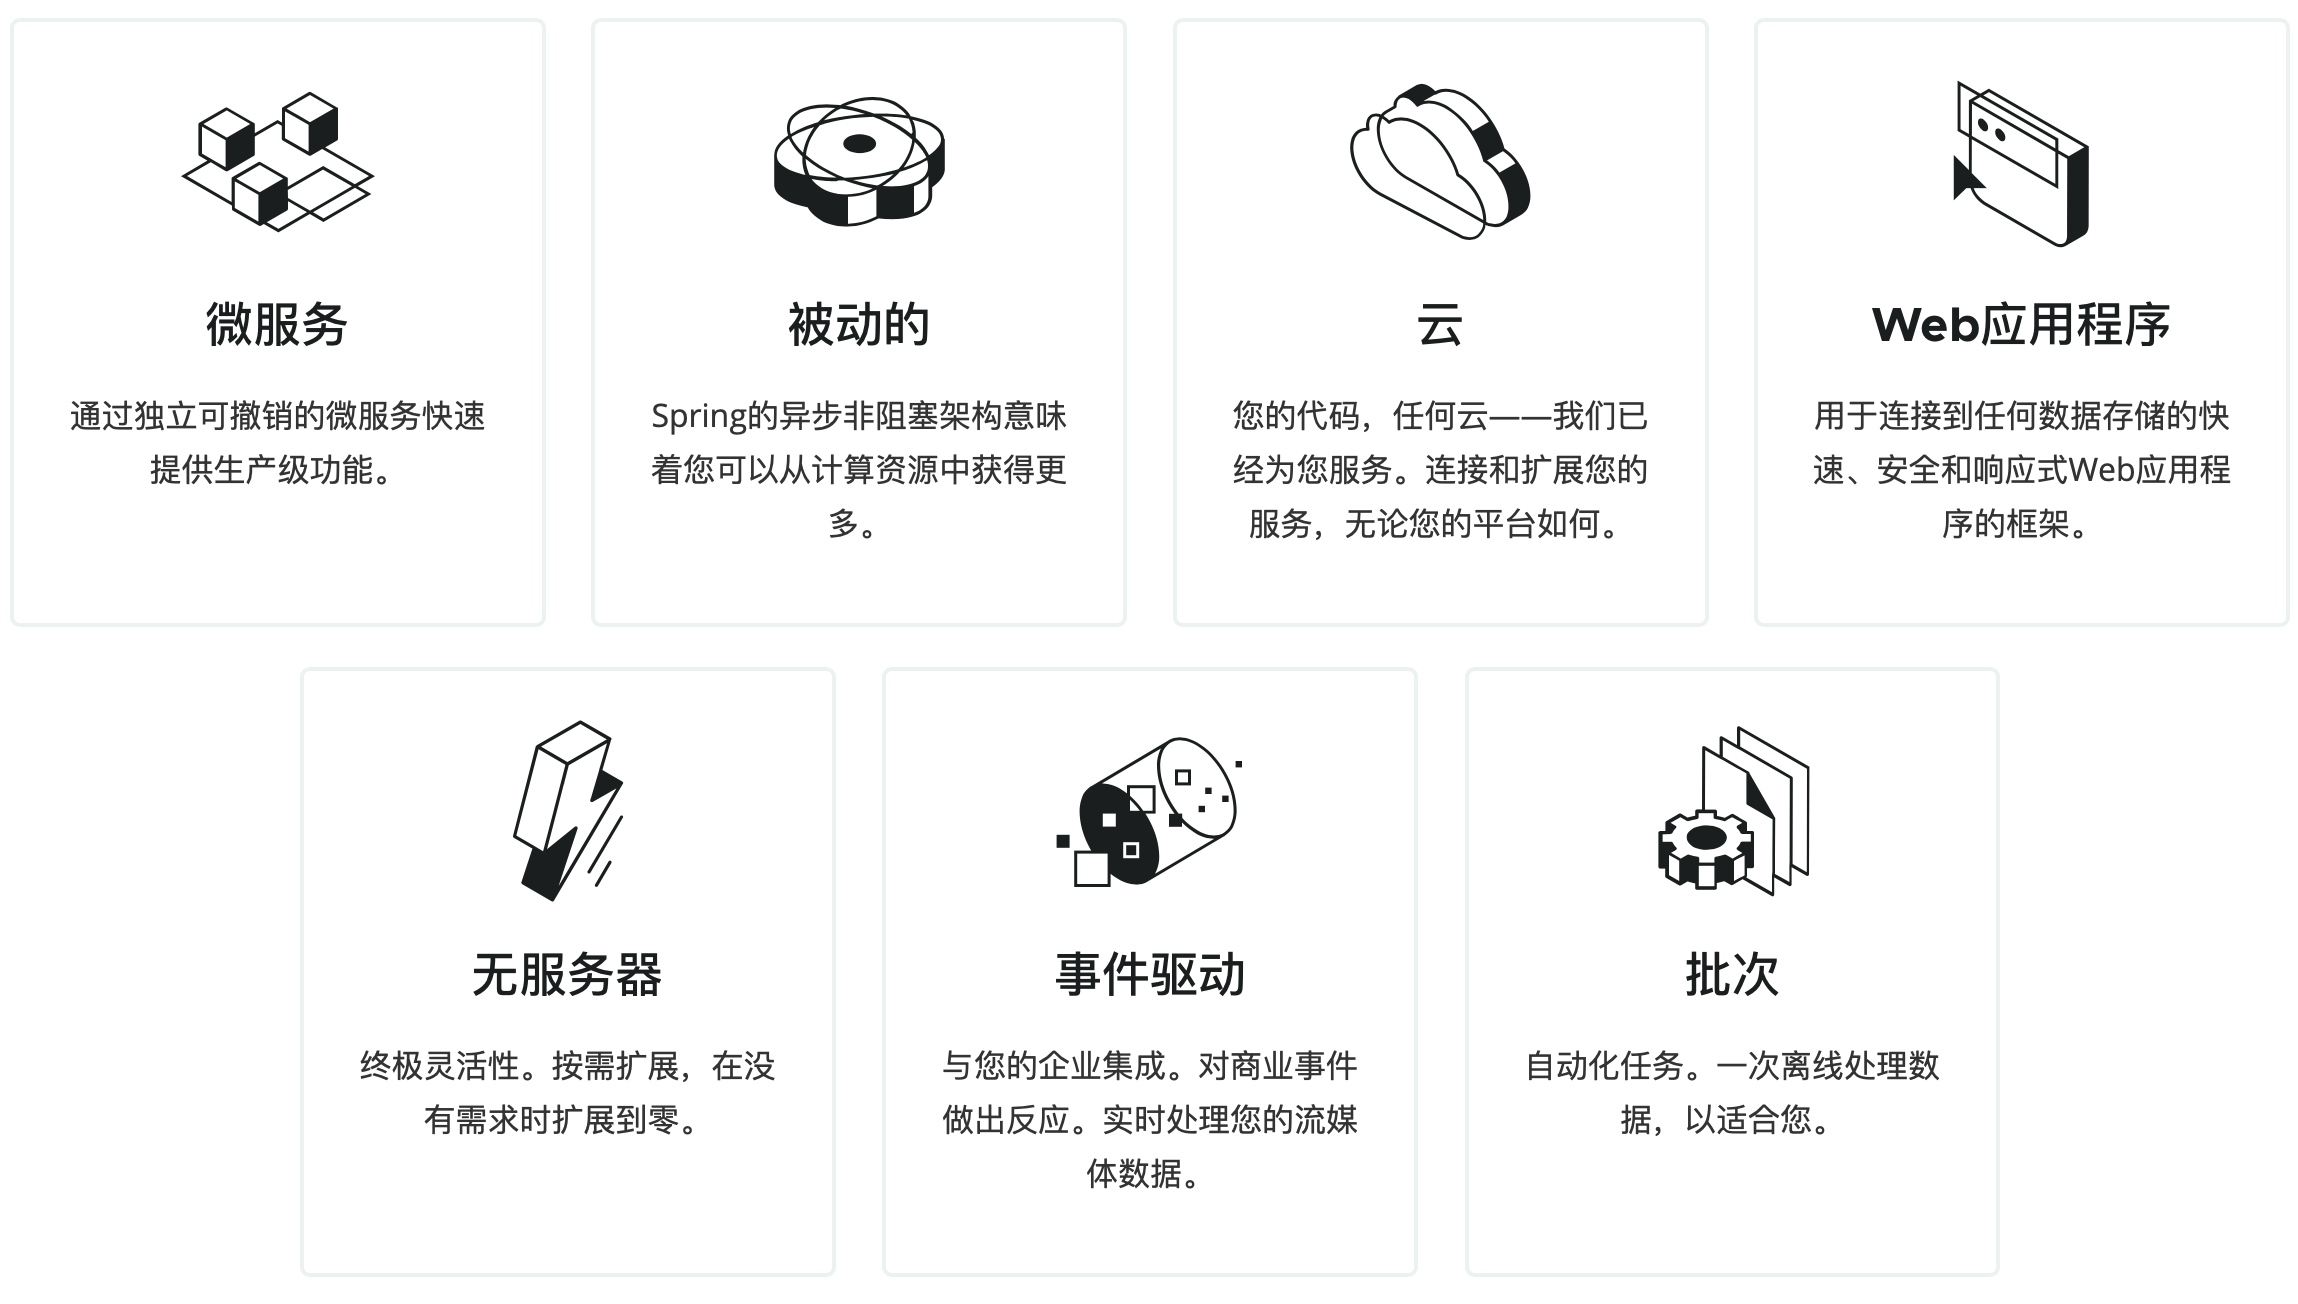 微服务
通过独立可撤销的微服务快速
提供生产级功能。
被动的
Spring的异步非阻塞架构意味
着您可以从计算资源中获得更
多。
云
您的代码，任何云——我们已
经为您服务。连接和扩展您的
服务，无论您的平台如何。
Web应用程序
用于连接到任何数据存储的快
速、安全和响应式Web应用程
序的框架。
无服务器
终极灵活性。按需扩展，在没
有需求时扩展到零。
事件驱动
与您的企业集成。对商业事件
做出反应。实时处理您的流媒
体数据。
批次
自动化任务。一次离线处理数
据，以适合您。